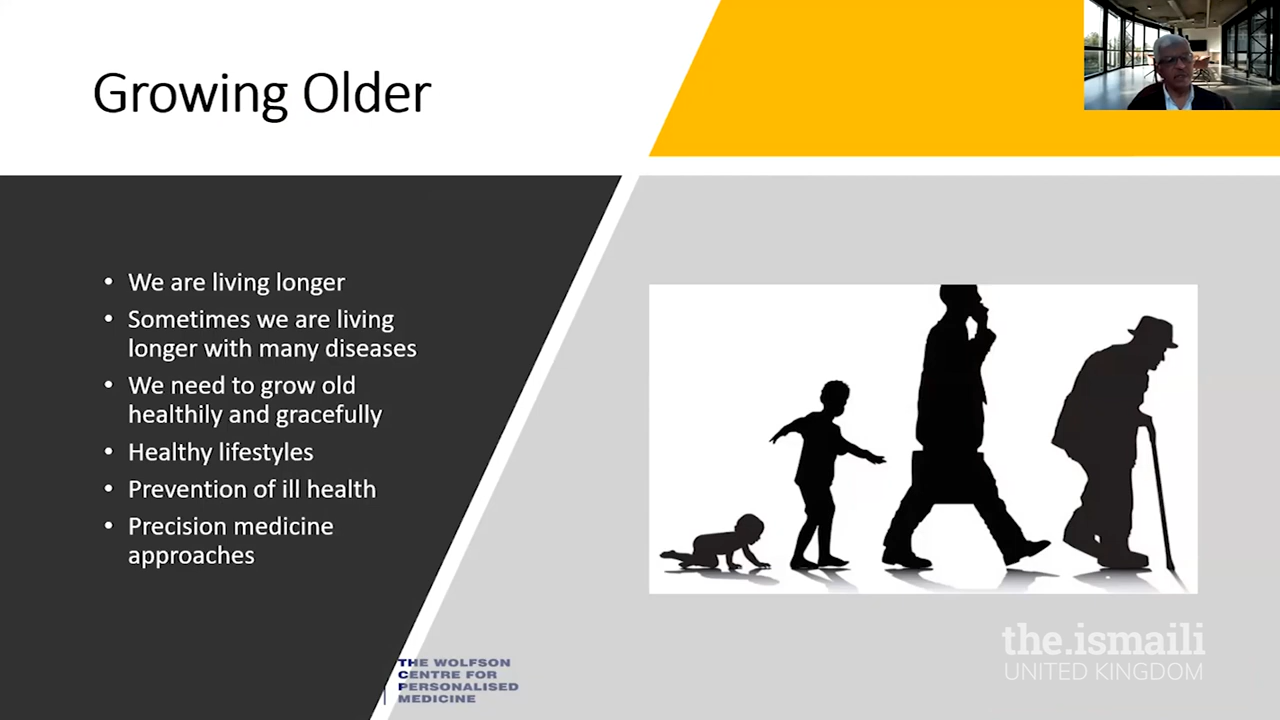 Growing Older
• We are living longer
• Sometimes we are living
longer with many diseases
• We need to grow old
healthily and gracefully
• Healthy lifestyles
• Prevention of ill health
• Precision medicine
approaches
THE WOLFSON
CENTRE FOR
PERSONALISED
MEDICINE
the.ismaili
UNITED KINGDOM